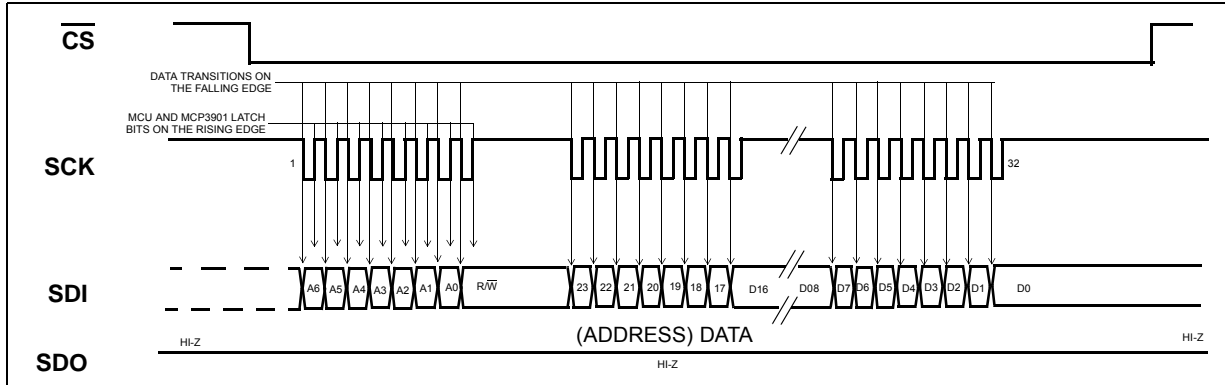 CS
DATA TRANSITIONS ON
THE FALLING EDGE
MCU AND MCP3901 LATCH
BITS ON THE RISING EDGE
SCK
1
32
SDI
A6 A5 A4 A3 A2 A1 A0 R/W 23 22 21 20 19 18 17 D16 D08 D7 D6 D5 D4 D3 D2 D1 D0
(ADDRESS) DATA
HI-Z
HI-Z
SDO
HI-Z